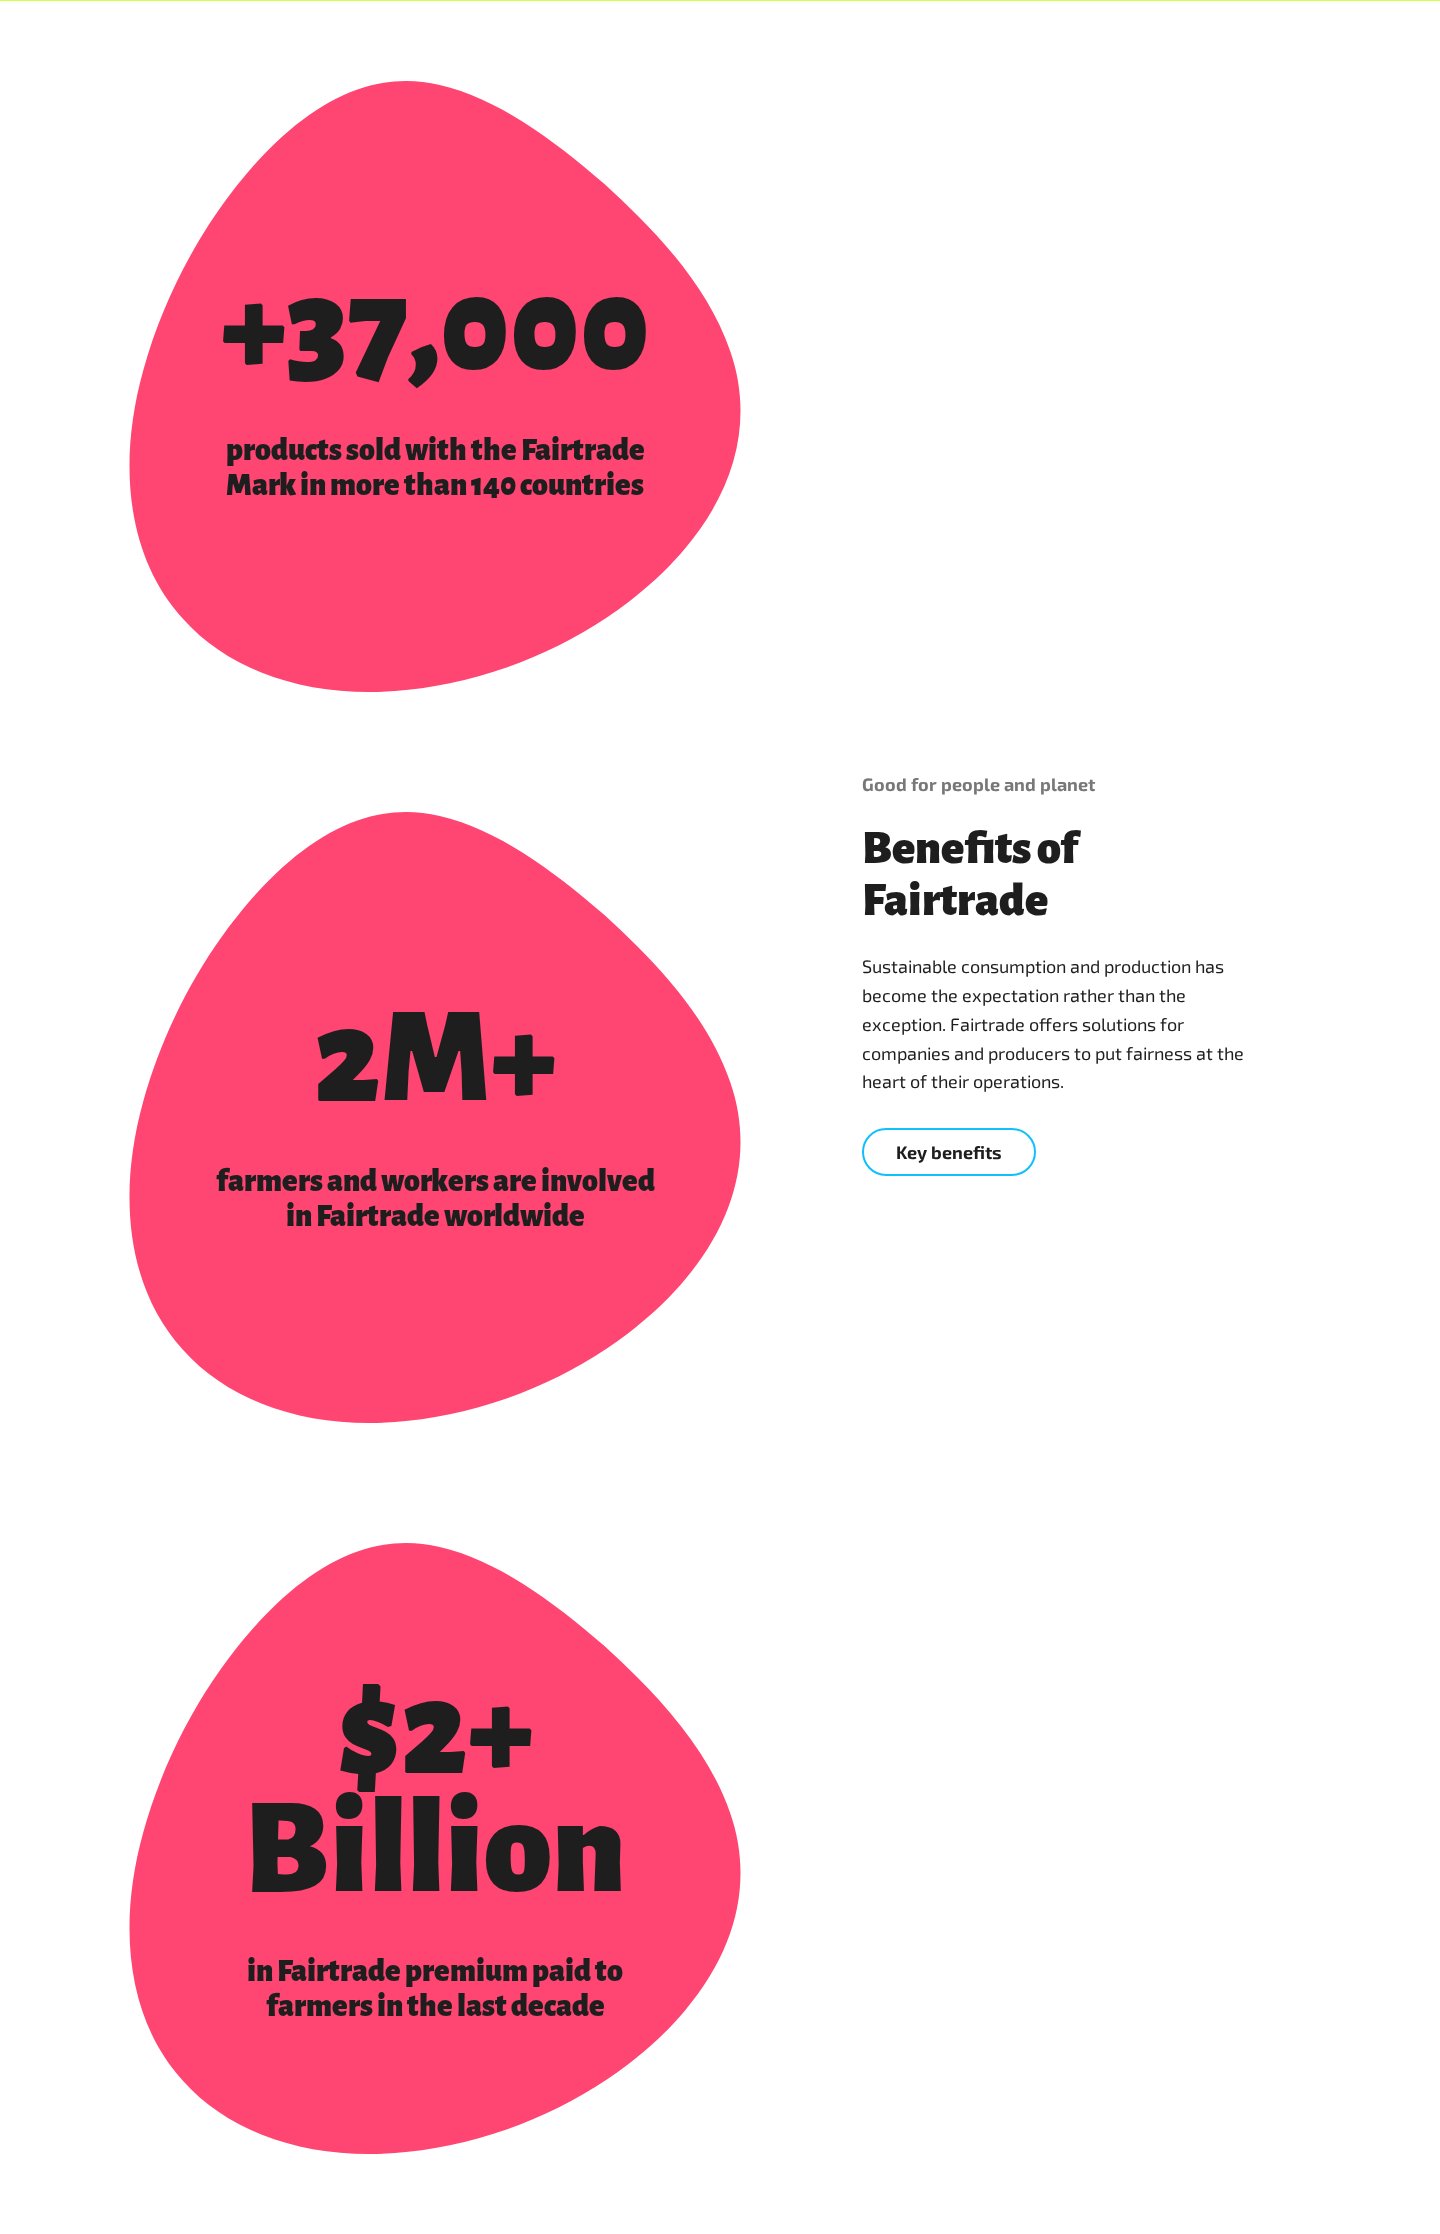 +37,000
products sold with the Fairtrade
Mark in more than 140 countries
Good for people and planet
Benefits of
Fairtrade
Sustainable consumption and production has
become the expectation rather than the
exception. Fairtrade offers solutions for
companies and producers to put fairness at the
heart of their operations.
Key benefits
2M+
farmers and workers are involved
in Fairtrade worldwide
$2+
Billion
in Fairtrade premium paid to
farmers in the last decade